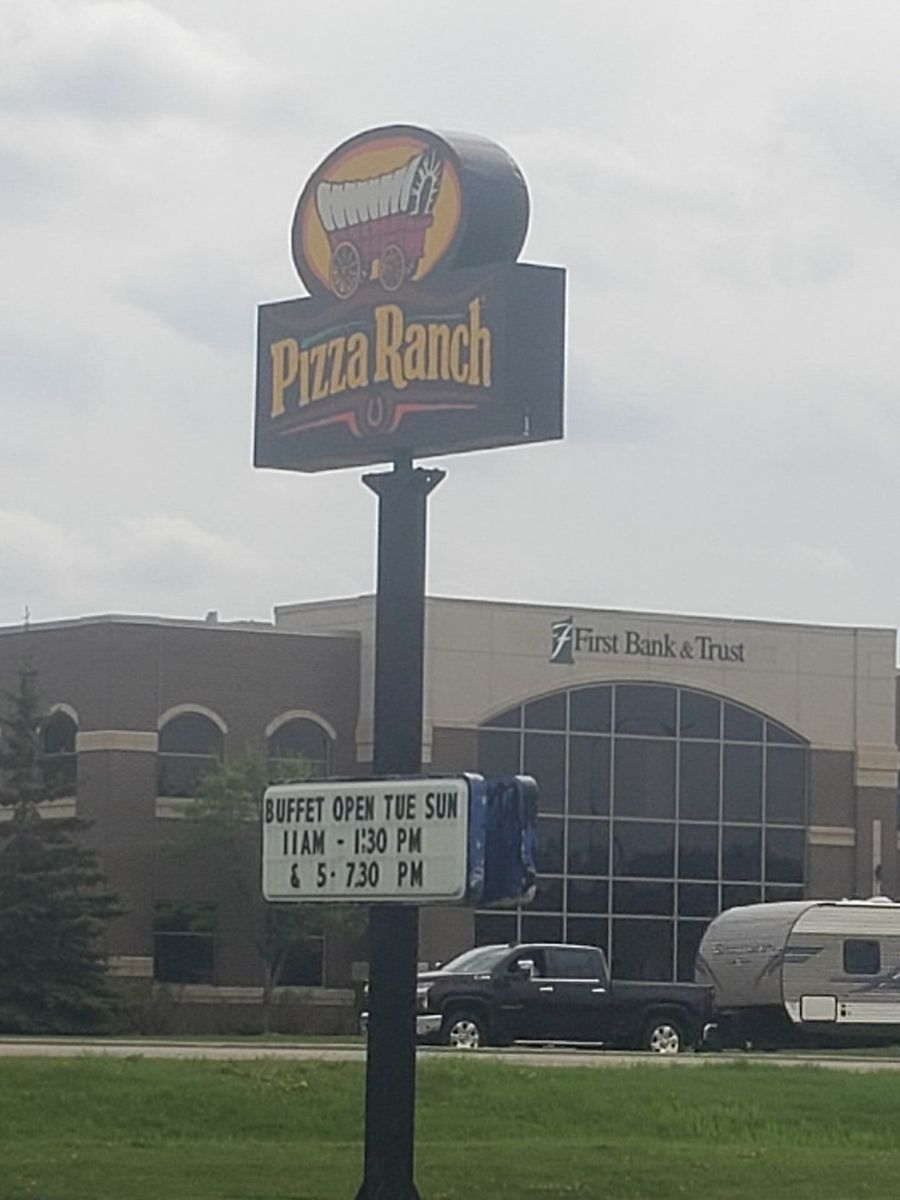 Pizza Ranch
First Bank & Trust
BUFFET OPEN TUE SUN
11AM - 1:30 PM
& 5- 7.30 PM